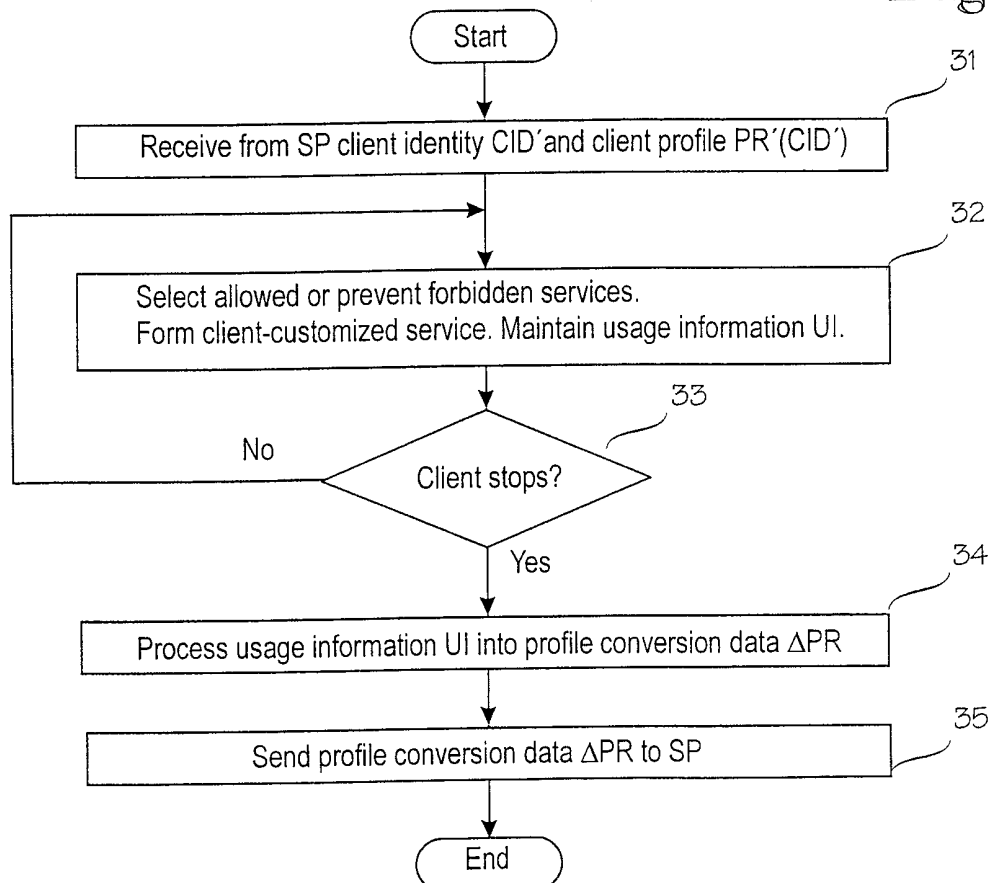 Start
31
Receive from SP client identity CID´ and client profile PR´(CID´)
32
Select allowed or prevent forbidden services.
Form client-customized service. Maintain usage information UI.
33
No
Client stops?
Yes
34
Process usage information UI into profile conversion data ΔPR
35
Send profile conversion data ΔPR to SP
End